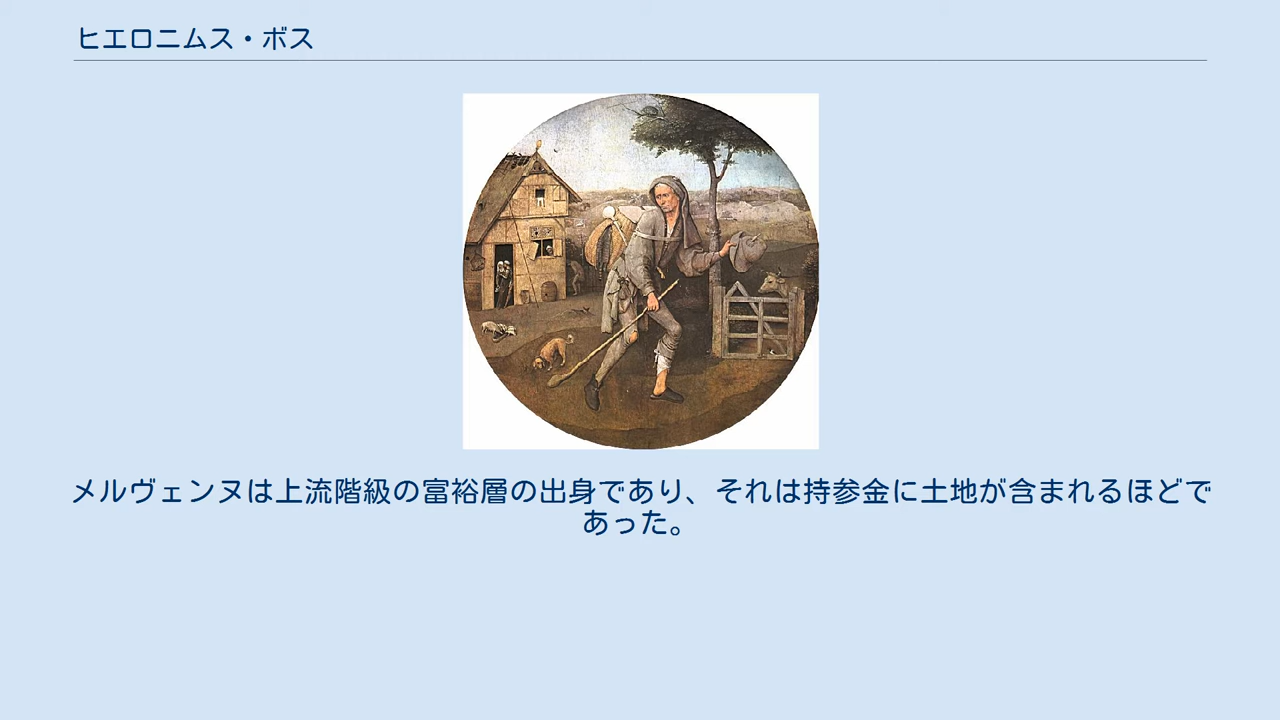 ヒエロニムス・ボス
メルヴェンヌは上流階級の富裕層の出身であり、それは持参金に土地が含まれるほどで
あった。